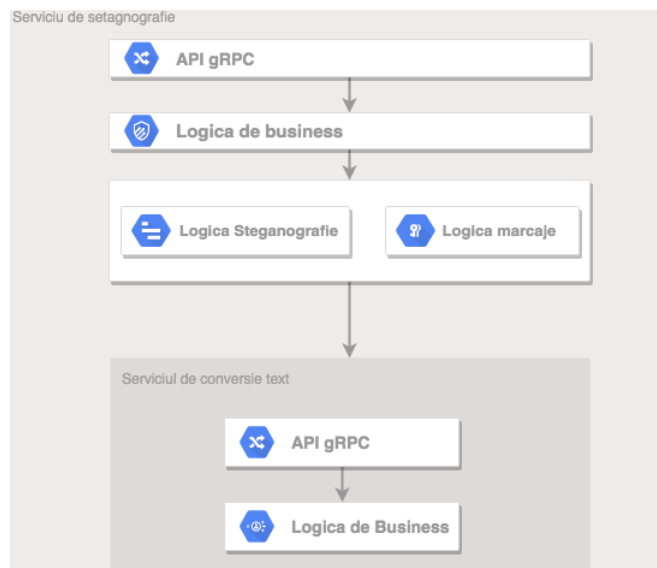 Serviciu de setagnografie
API gRPC
Logica de business
Logica Steganografie
Logica marcaje
Serviciul de conversie text
API gRPC
Logica de Business